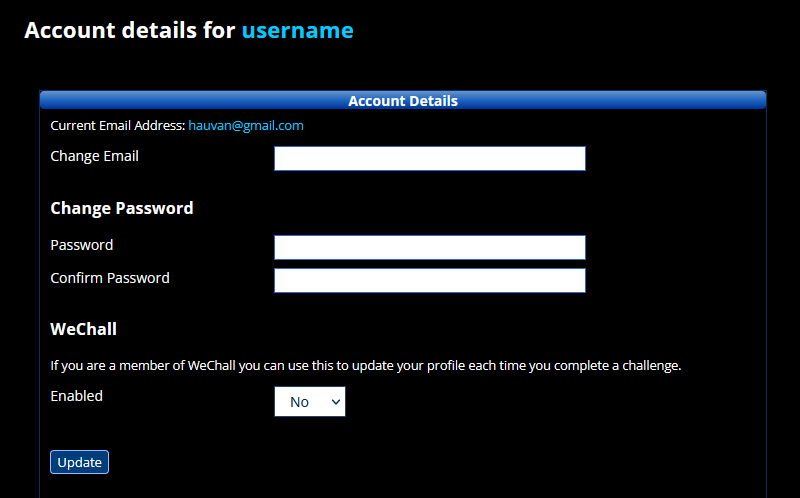 Account details for username
Account Details
Current Email Address: hauvan@gmail.com
Change Email
Change Password
Password
Confirm Password
WeChall
If you are a member of WeChall you can use this to update your profile each time you complete a challenge.
Enabled No
Update